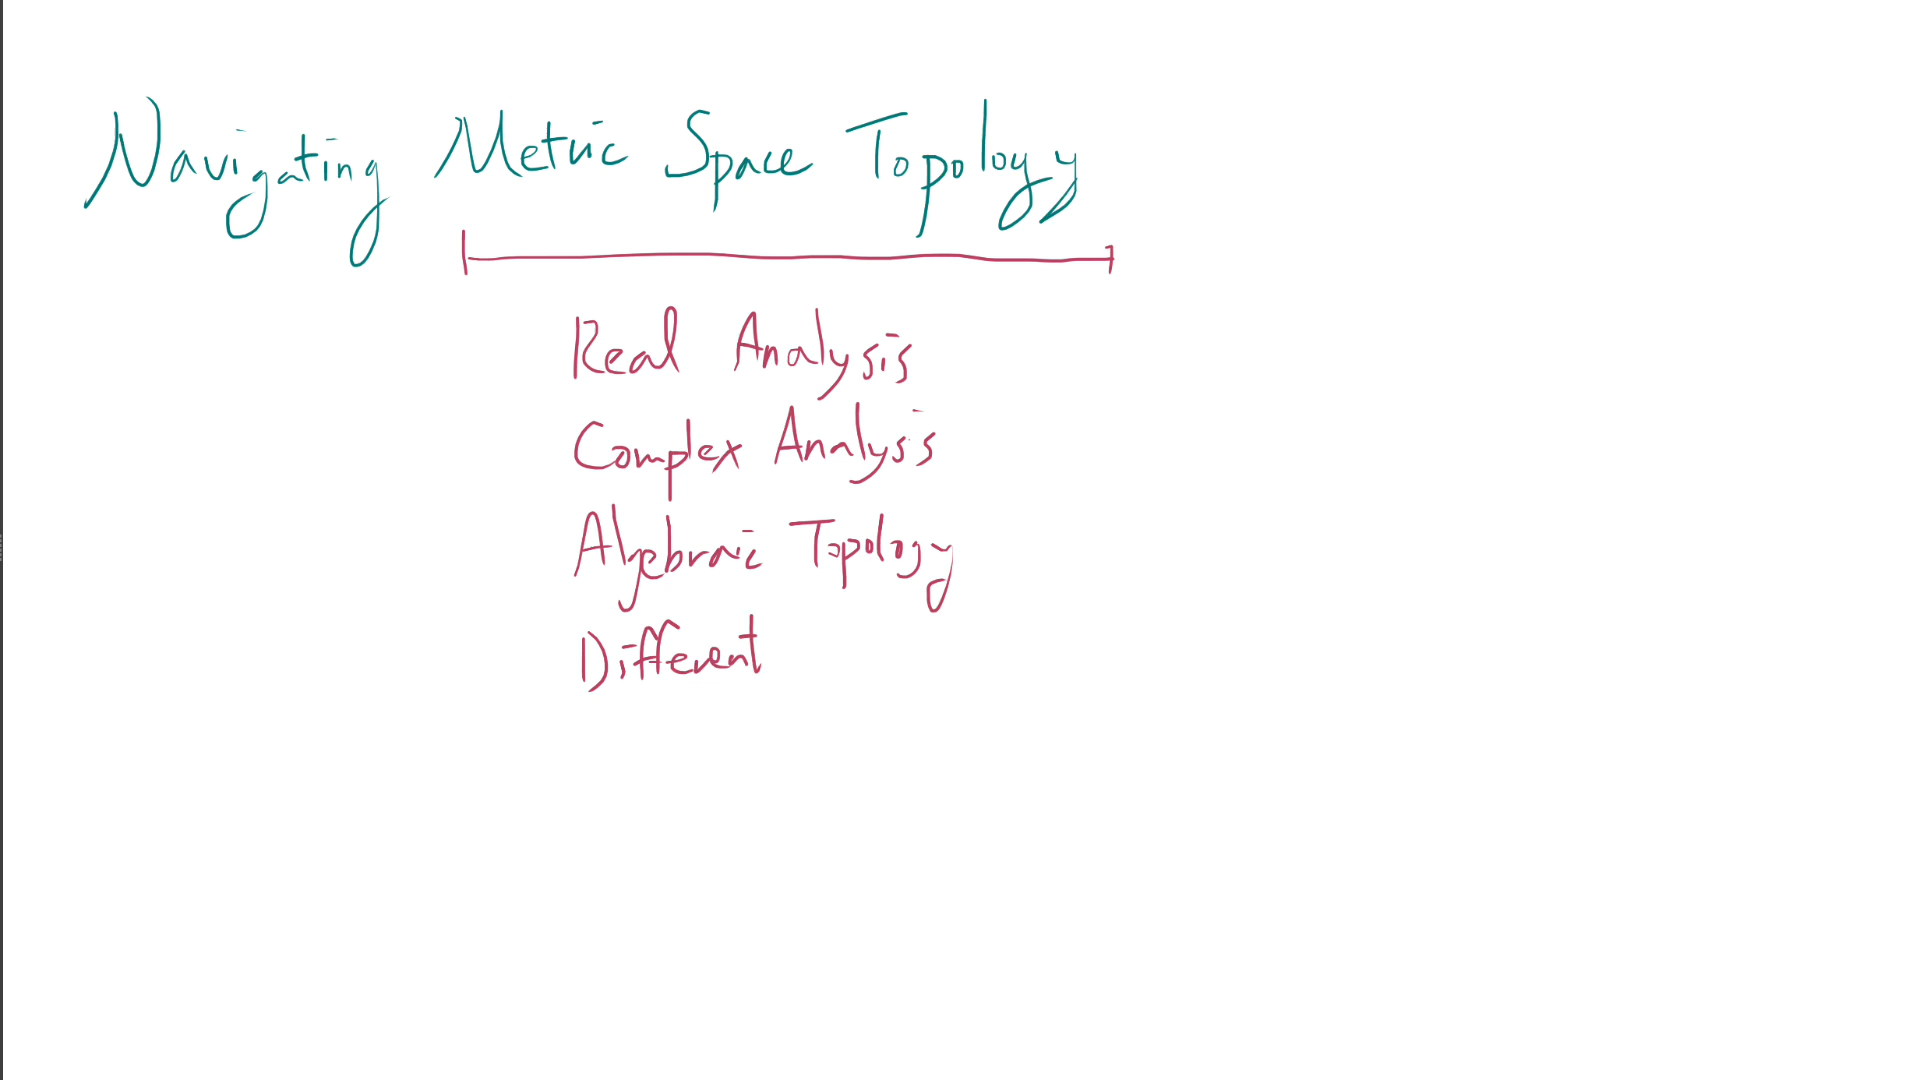 Navigating Metric Space Topology
Real Analysis
Complex Analysis
Algebraic Topology
Different